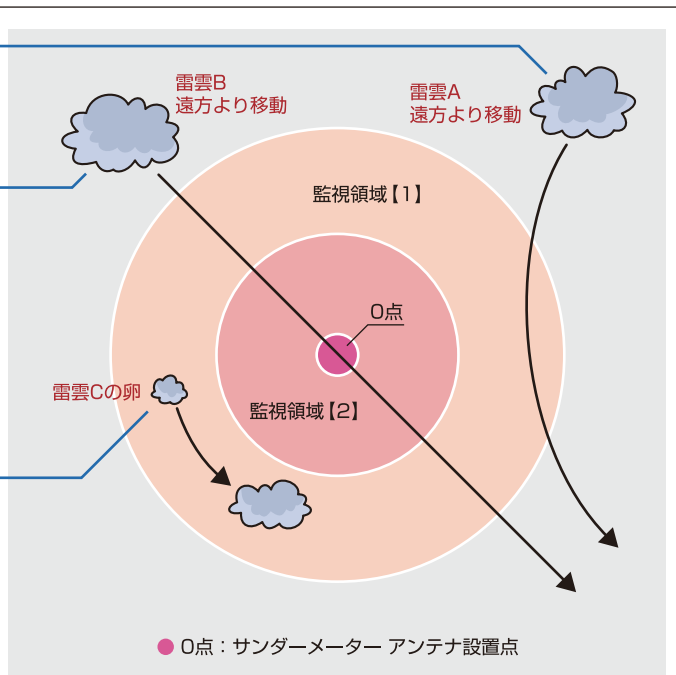 雷雲B
遠方より移動
雷雲A
遠方より移動
監視領域【1】
0点
雷雲Cの卵
監視領域【2】
0点：サンダーメーター アンテナ設置点